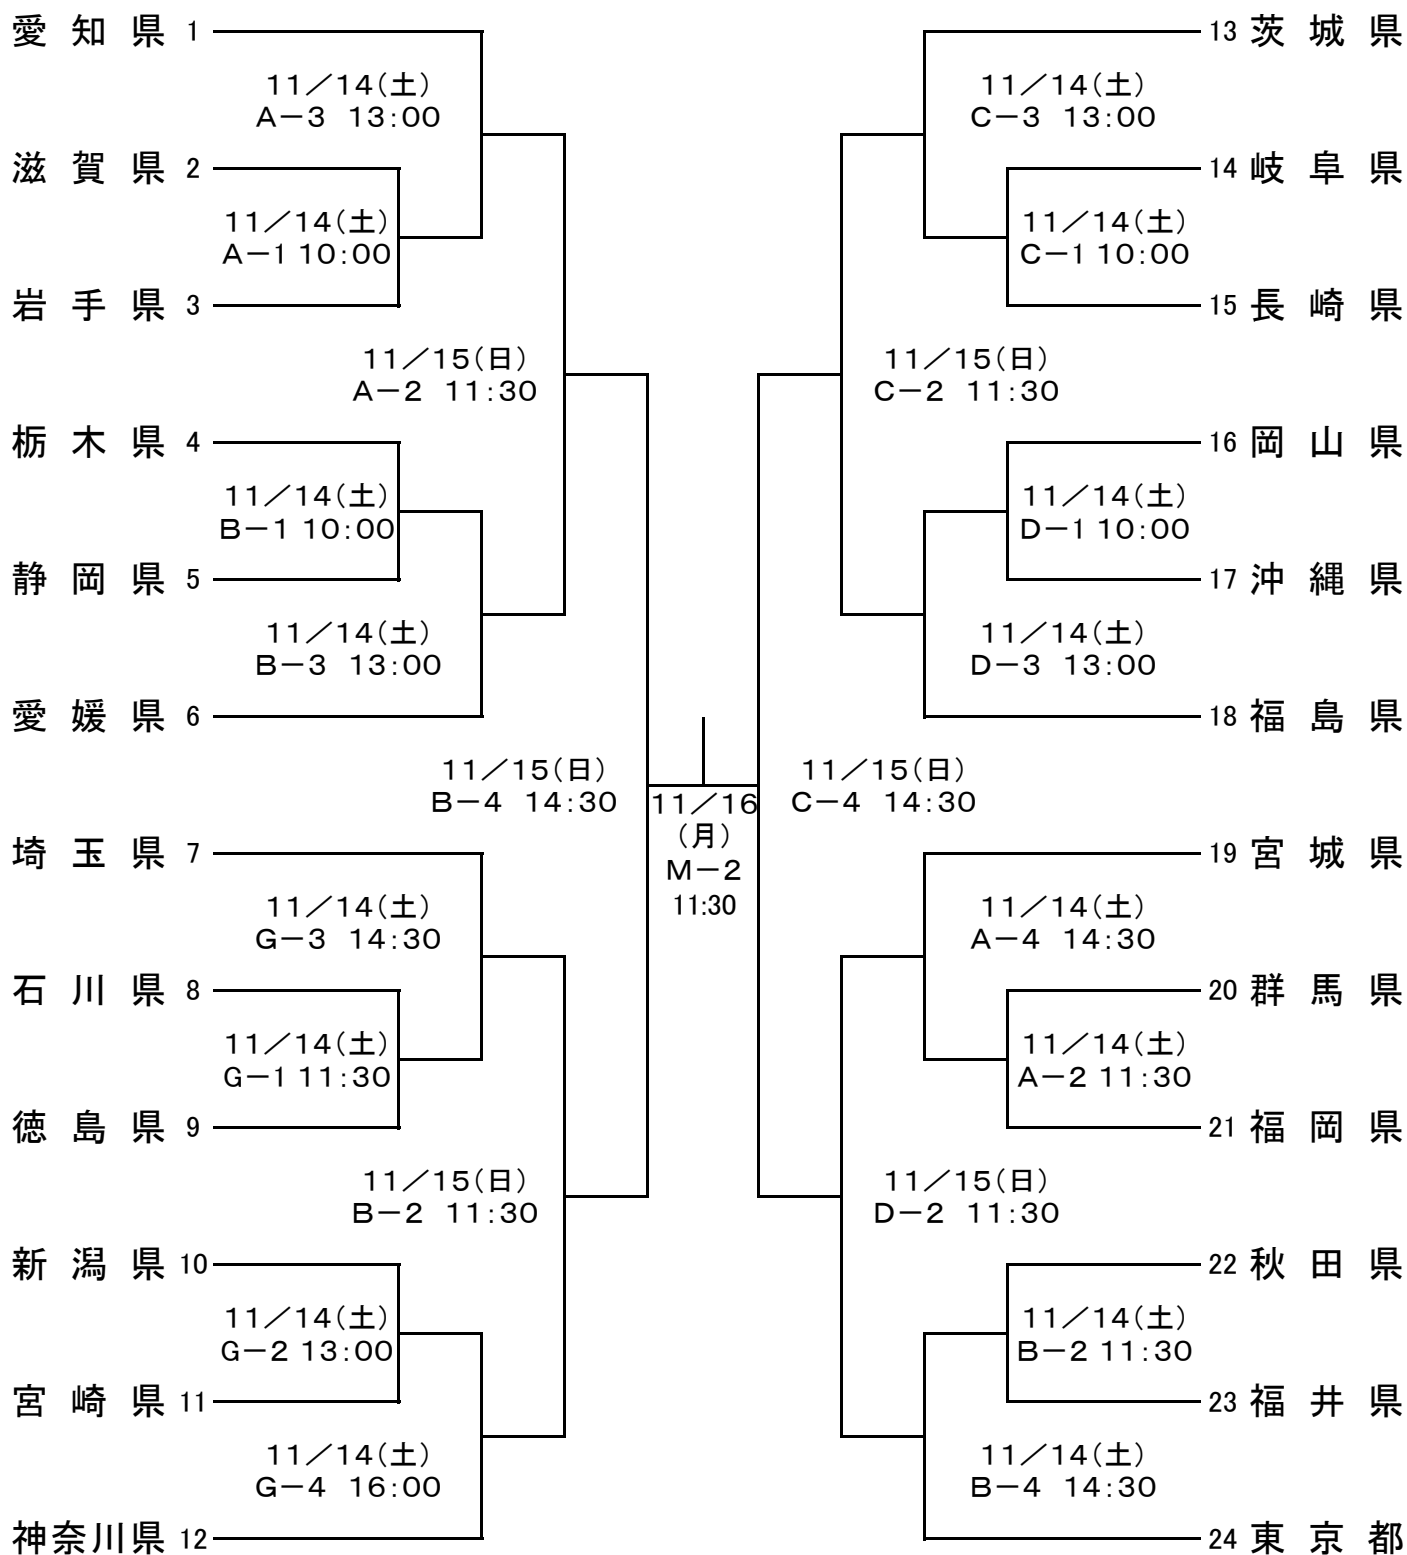 愛知県 1
11／14(土)
A－3 13:00
滋賀県 2
11／14(土)
A－1 10:00
岩手県 3
11／15(日)
A－2 11:30
栃木県 4
11／14(土)
B－1 10:00
静岡県 5
11／14(土)
B－3 13:00
愛媛県 6
11／15(日)
B－4 14:30
埼玉県 7
11／14(土)
G－3 14:30
石川県 8
11／14(土)
G－1 11:30
徳島県 9
11／15(日)
B－2 11:30
新潟県 10
11／14(土)
G－2 13:00
宮崎県 11
11／14(土)
G－4 16:00
神奈川県 12
11／16
(月)
M－2
11:30
13 茨城県
11／14(土)
C－3 13:00
14 岐阜県
11／14(土)
C－1 10:00
15 長崎県
11／15(日)
C－2 11:30
16 岡山県
11／14(土)
D－1 10:00
17 沖縄県
11／14(土)
D－3 13:00
18 福島県
11／15(日)
C－4 14:30
19 宮城県
11／14(土)
A－4 14:30
20 群馬県
11／14(土)
A－2 11:30
21 福岡県
11／15(日)
D－2 11:30
22 秋田県
11／14(土)
B－2 11:30
23 福井県
11／14(土)
B－4 14:30
24 東京都